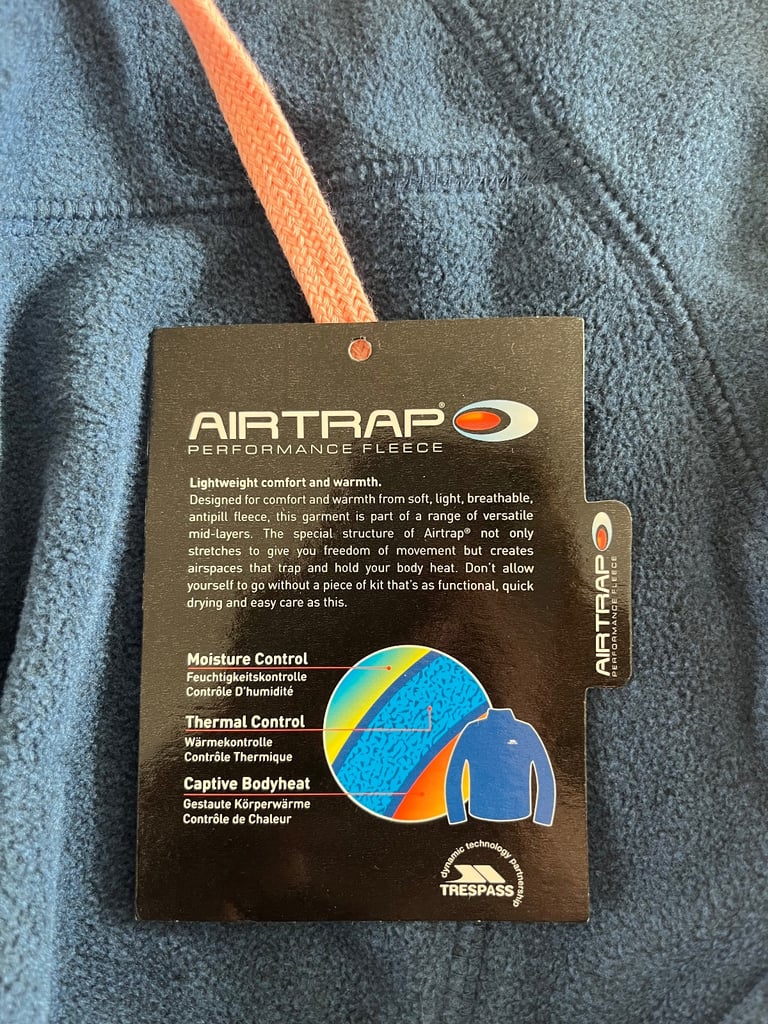 AIRTRAP®
PERFORMANCE FLEECE
Lightweight comfort and warmth.
Designed for comfort and warmth from soft, light, breathable,
antipill fleece, this garment is part of a range of versatile
mid-layers. The special structure of Airtrap® not only
stretches to give you freedom of movement but creates
airspaces that trap and hold your body heat. Don't allow
yourself to go without a piece of kit that's as functional, quick
drying and easy care as this.
AIRTRAP
PERFORMANCE FLEECE
Moisture Control
Feuchtigkeitskontrolle
Contrôle D'humidité
Thermal Control
Wärmekontrolle
Contrôle Thermique
Captive Bodyheat
Gestaute Körperwärme
Contrôle de Chaleur
dynamic technology partnership
TRESPASS